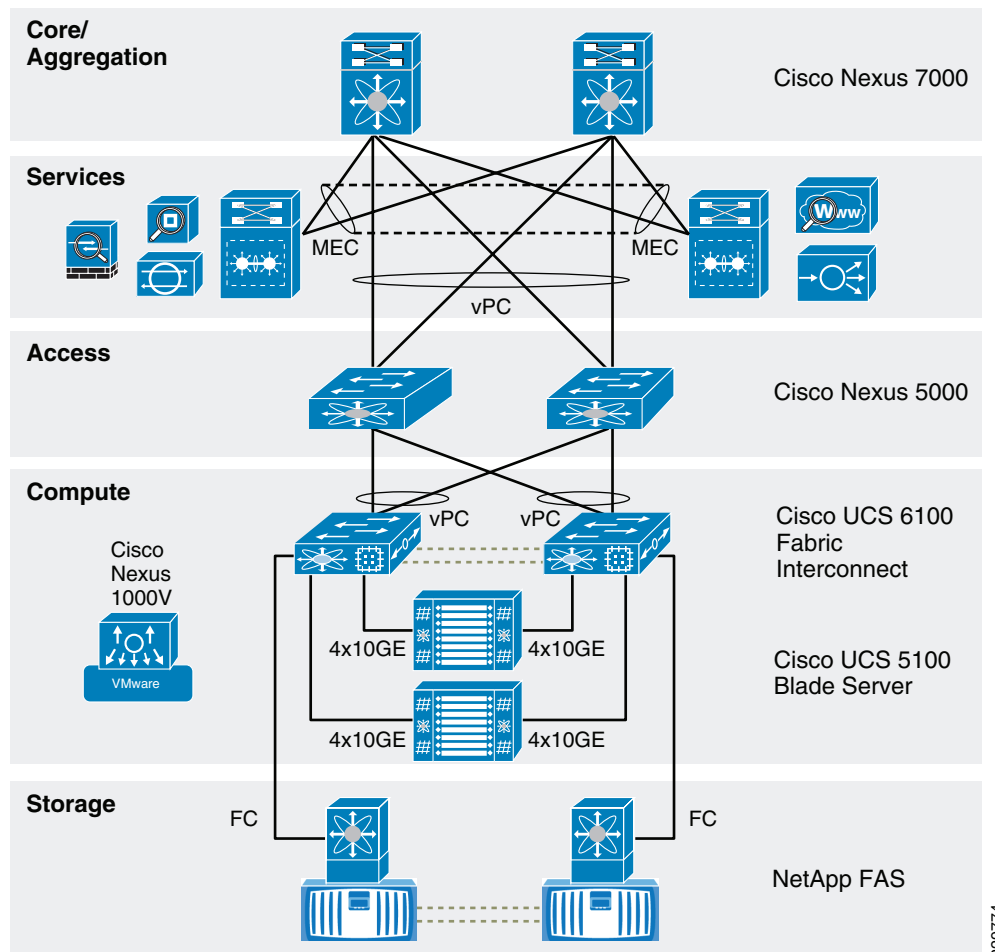 Core/
Aggregation
Cisco Nexus 7000
Services
MEC
MEC
Www
vPC
Access
Cisco Nexus 5000
Compute
vPC
vPC
Cisco UCS 6100
Fabric
Interconnect
Cisco
Nexus
1000V
VMware
4x10GE
4x10GE
Cisco UCS 5100
Blade Server
4x10GE
4x10GE
Storage
FC
FC
NetApp FAS